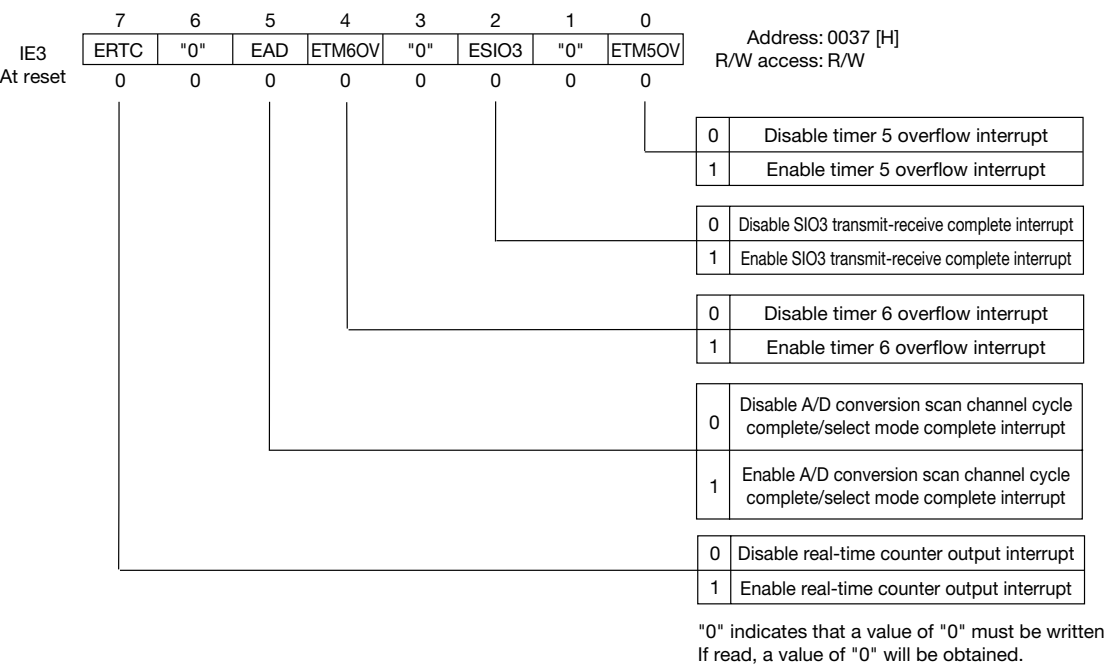 7 6 5 4 3 2 1 0
IE3 ERTC "0" EAD ETM6OV "0" ESIO3 "0" ETM5OV
At reset 0 0 0 0 0 0 0 0
Address: 0037 [H]
R/W access: R/W
0 Disable timer 5 overflow interrupt
1 Enable timer 5 overflow interrupt
0 Disable SIO3 transmit-receive complete interrupt
1 Enable SIO3 transmit-receive complete interrupt
0 Disable timer 6 overflow interrupt
1 Enable timer 6 overflow interrupt
0 Disable A/D conversion scan channel cycle
complete/select mode complete interrupt
1 Enable A/D conversion scan channel cycle
complete/select mode complete interrupt
0 Disable real-time counter output interrupt
1 Enable real-time counter output interrupt
"0" indicates that a value of "0" must be written
If read, a value of "0" will be obtained.